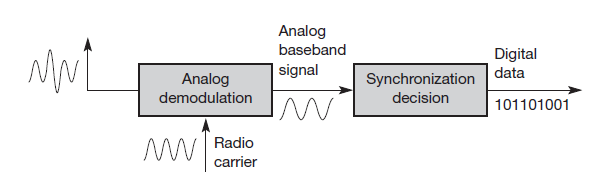 Analog
baseband
signal
Analog
demodulation
Synchronization
decision
Digital
data
101101001
Radio
carrier